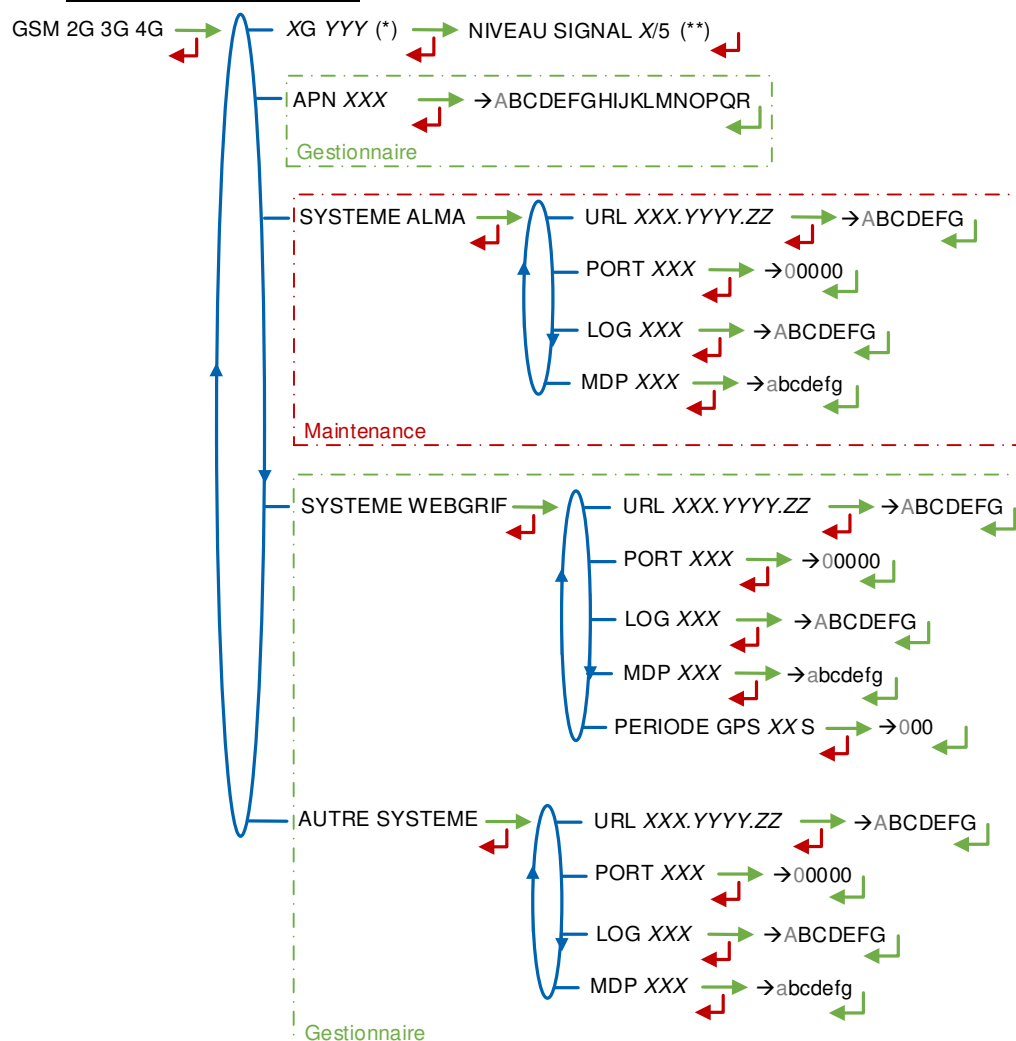 GSM 2G 3G 4G XG YYY (*) NIVEAU SIGNAL X/5 (**)
APN XXX →ABCDEFGHIJKLMNOPQR
Gestionnaire
SYSTEME ALMA URL XXX.YYYY.ZZ →ABCDEFG
PORT XXX →00000
LOG XXX →ABCDEFG
MDP XXX →abcdefg
Maintenance
SYSTEME WEBGRIF URL XXX.YYYY.ZZ →ABCDEFG
PORT XXX →00000
LOG XXX →ABCDEFG
MDP XXX →abcdefg
PERIODE GPS XX S →000
AUTRE SYSTEME URL XXX.YYYY.ZZ →ABCDEFG
PORT XXX →00000
LOG XXX →ABCDEFG
MDP XXX →abcdefg
Gestionnaire